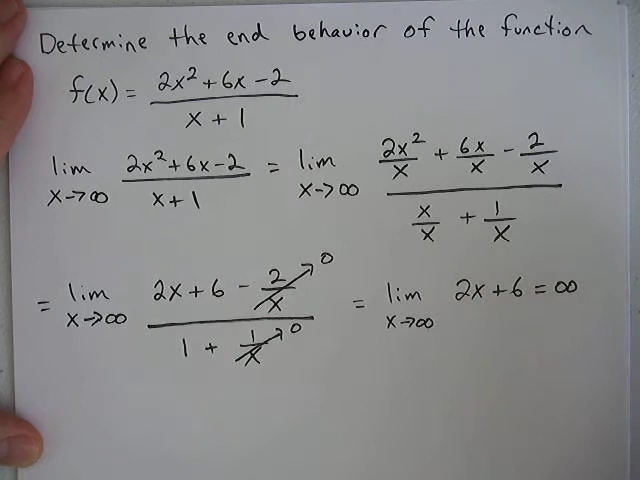 Determine the end behavior of the function
f(x) = (2x² + 6x - 2)/(x + 1)
lim x→∞ (2x² + 6x - 2)/(x + 1) = lim x→∞ (2x²/x + 6x/x - 2/x)/(x/x + 1/x)
= lim x→∞ (2x + 6 - 2/x→0)/(1 + 1/x→0) = lim x→∞ 2x + 6 = ∞